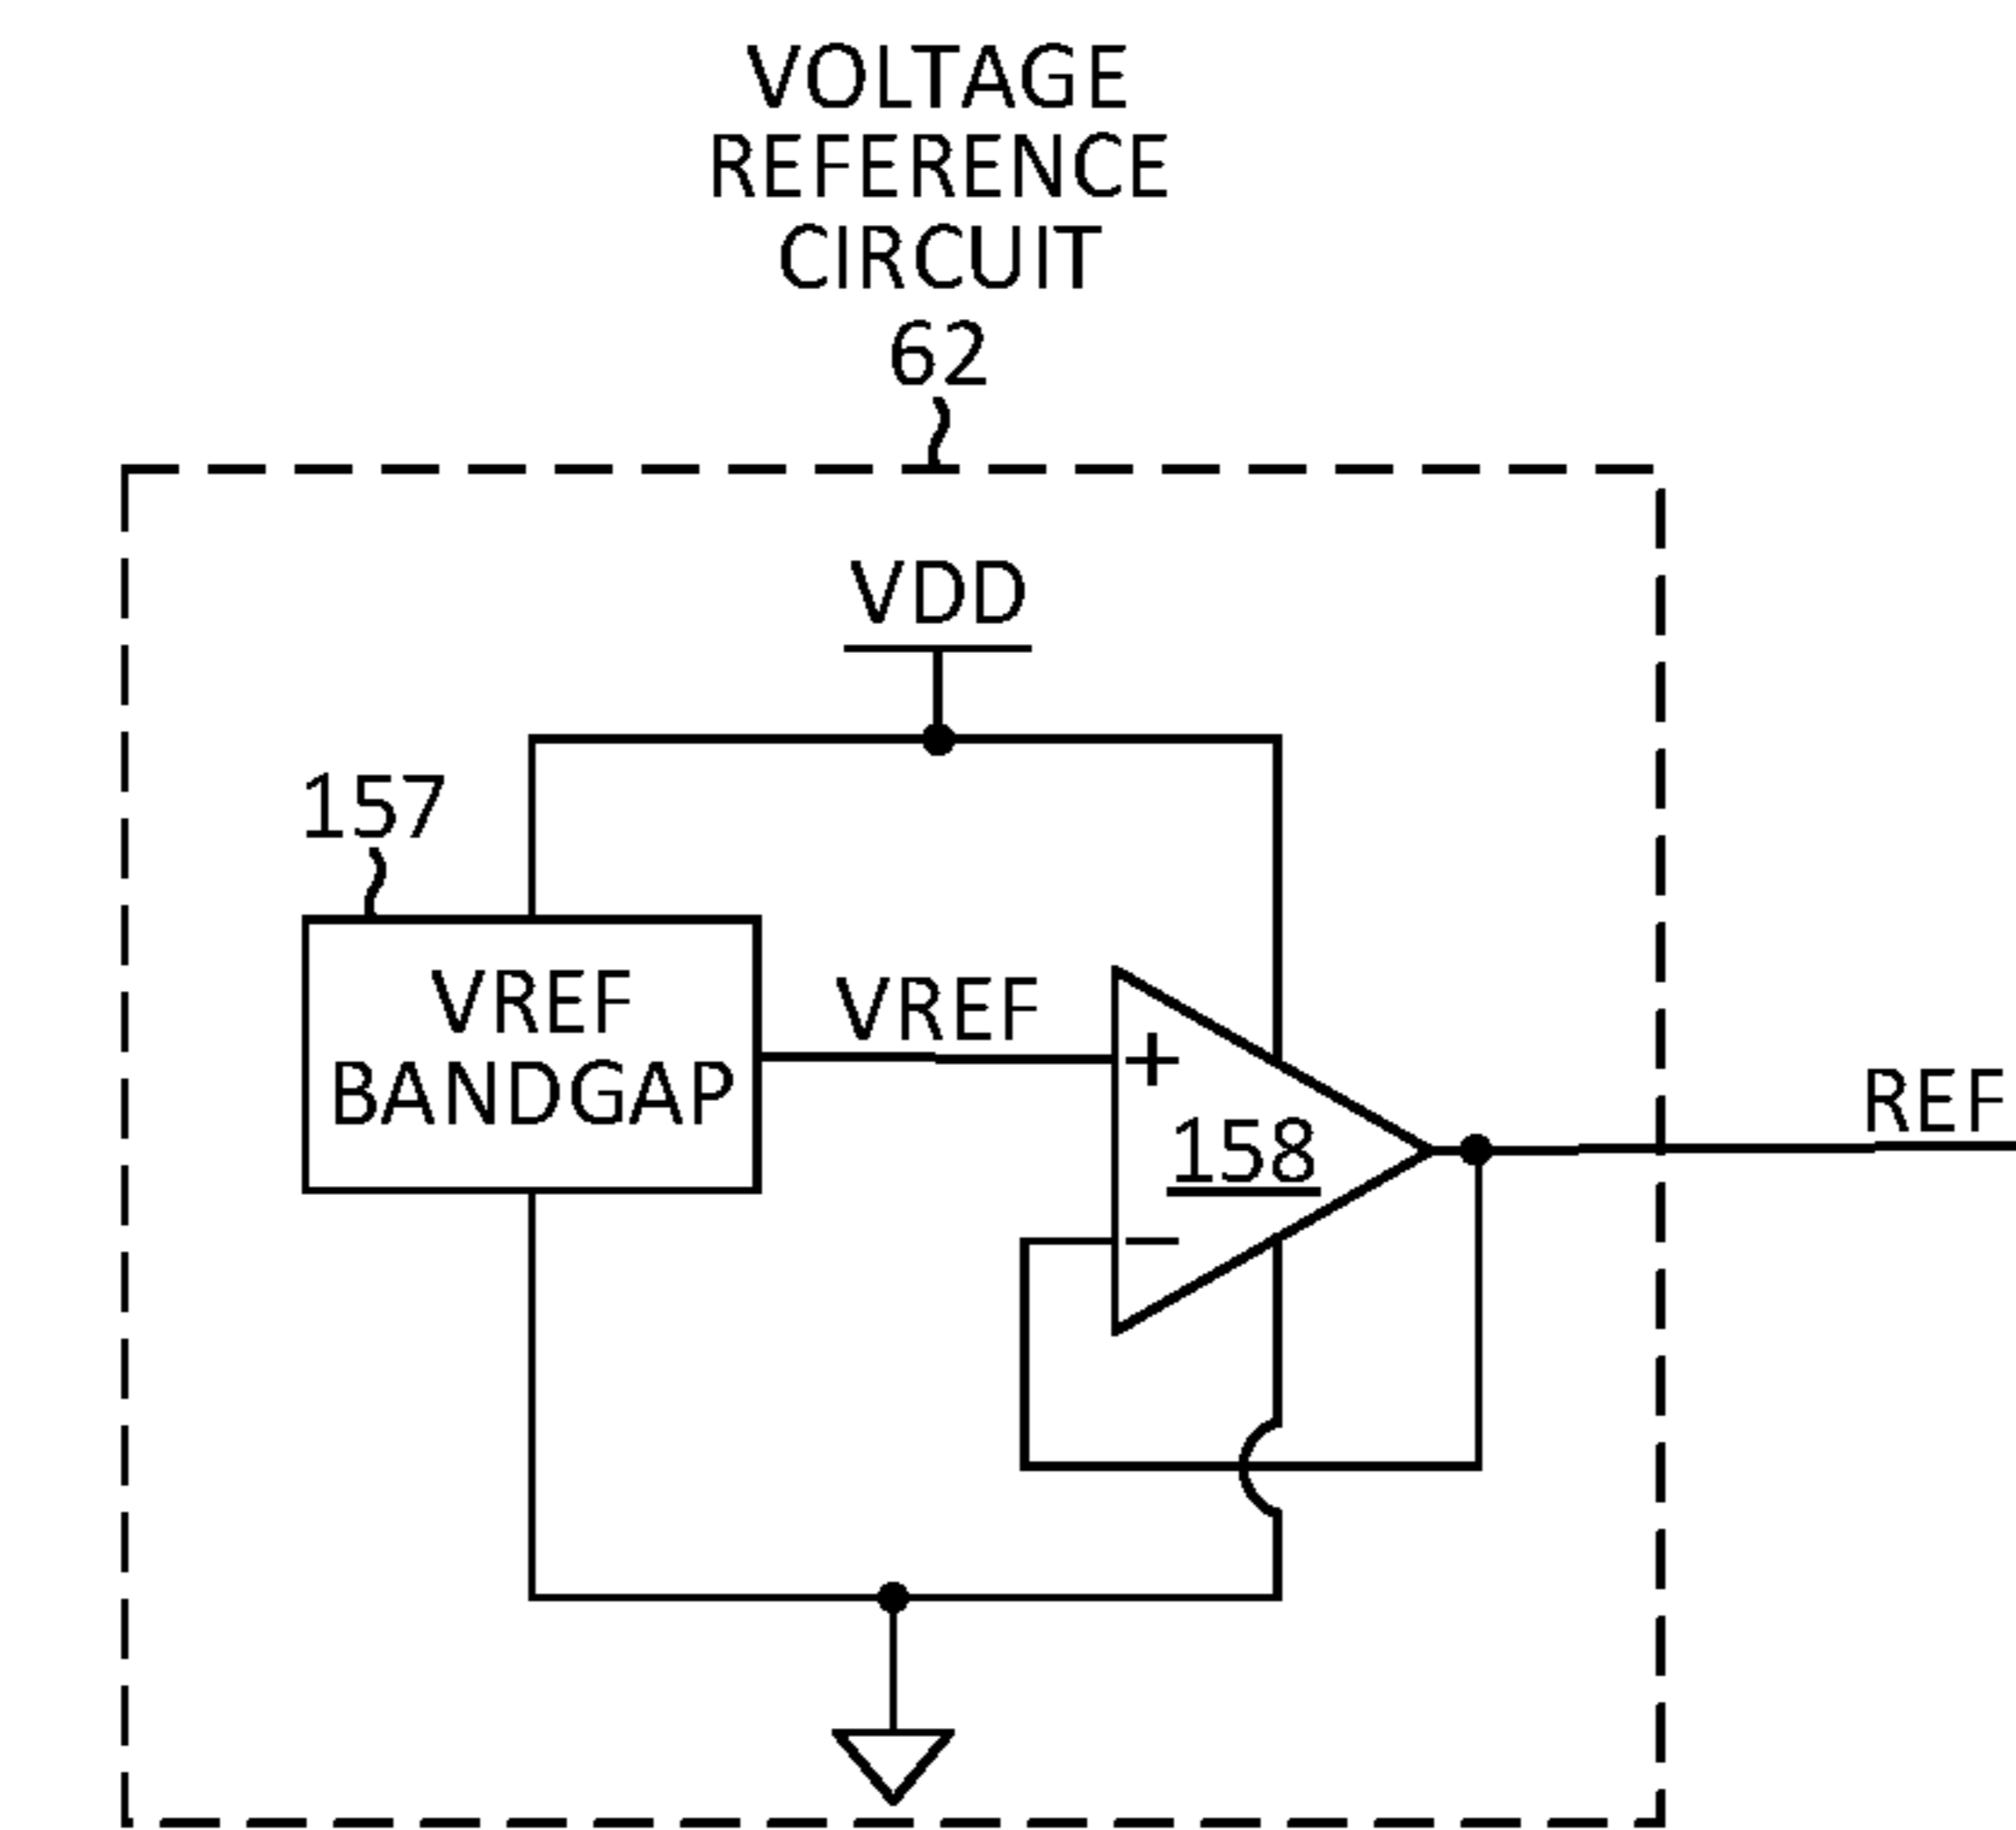 VOLTAGE
REFERENCE
CIRCUIT
62
VDD
157
VREF
BANDGAP
VREF
+
158
−
REF